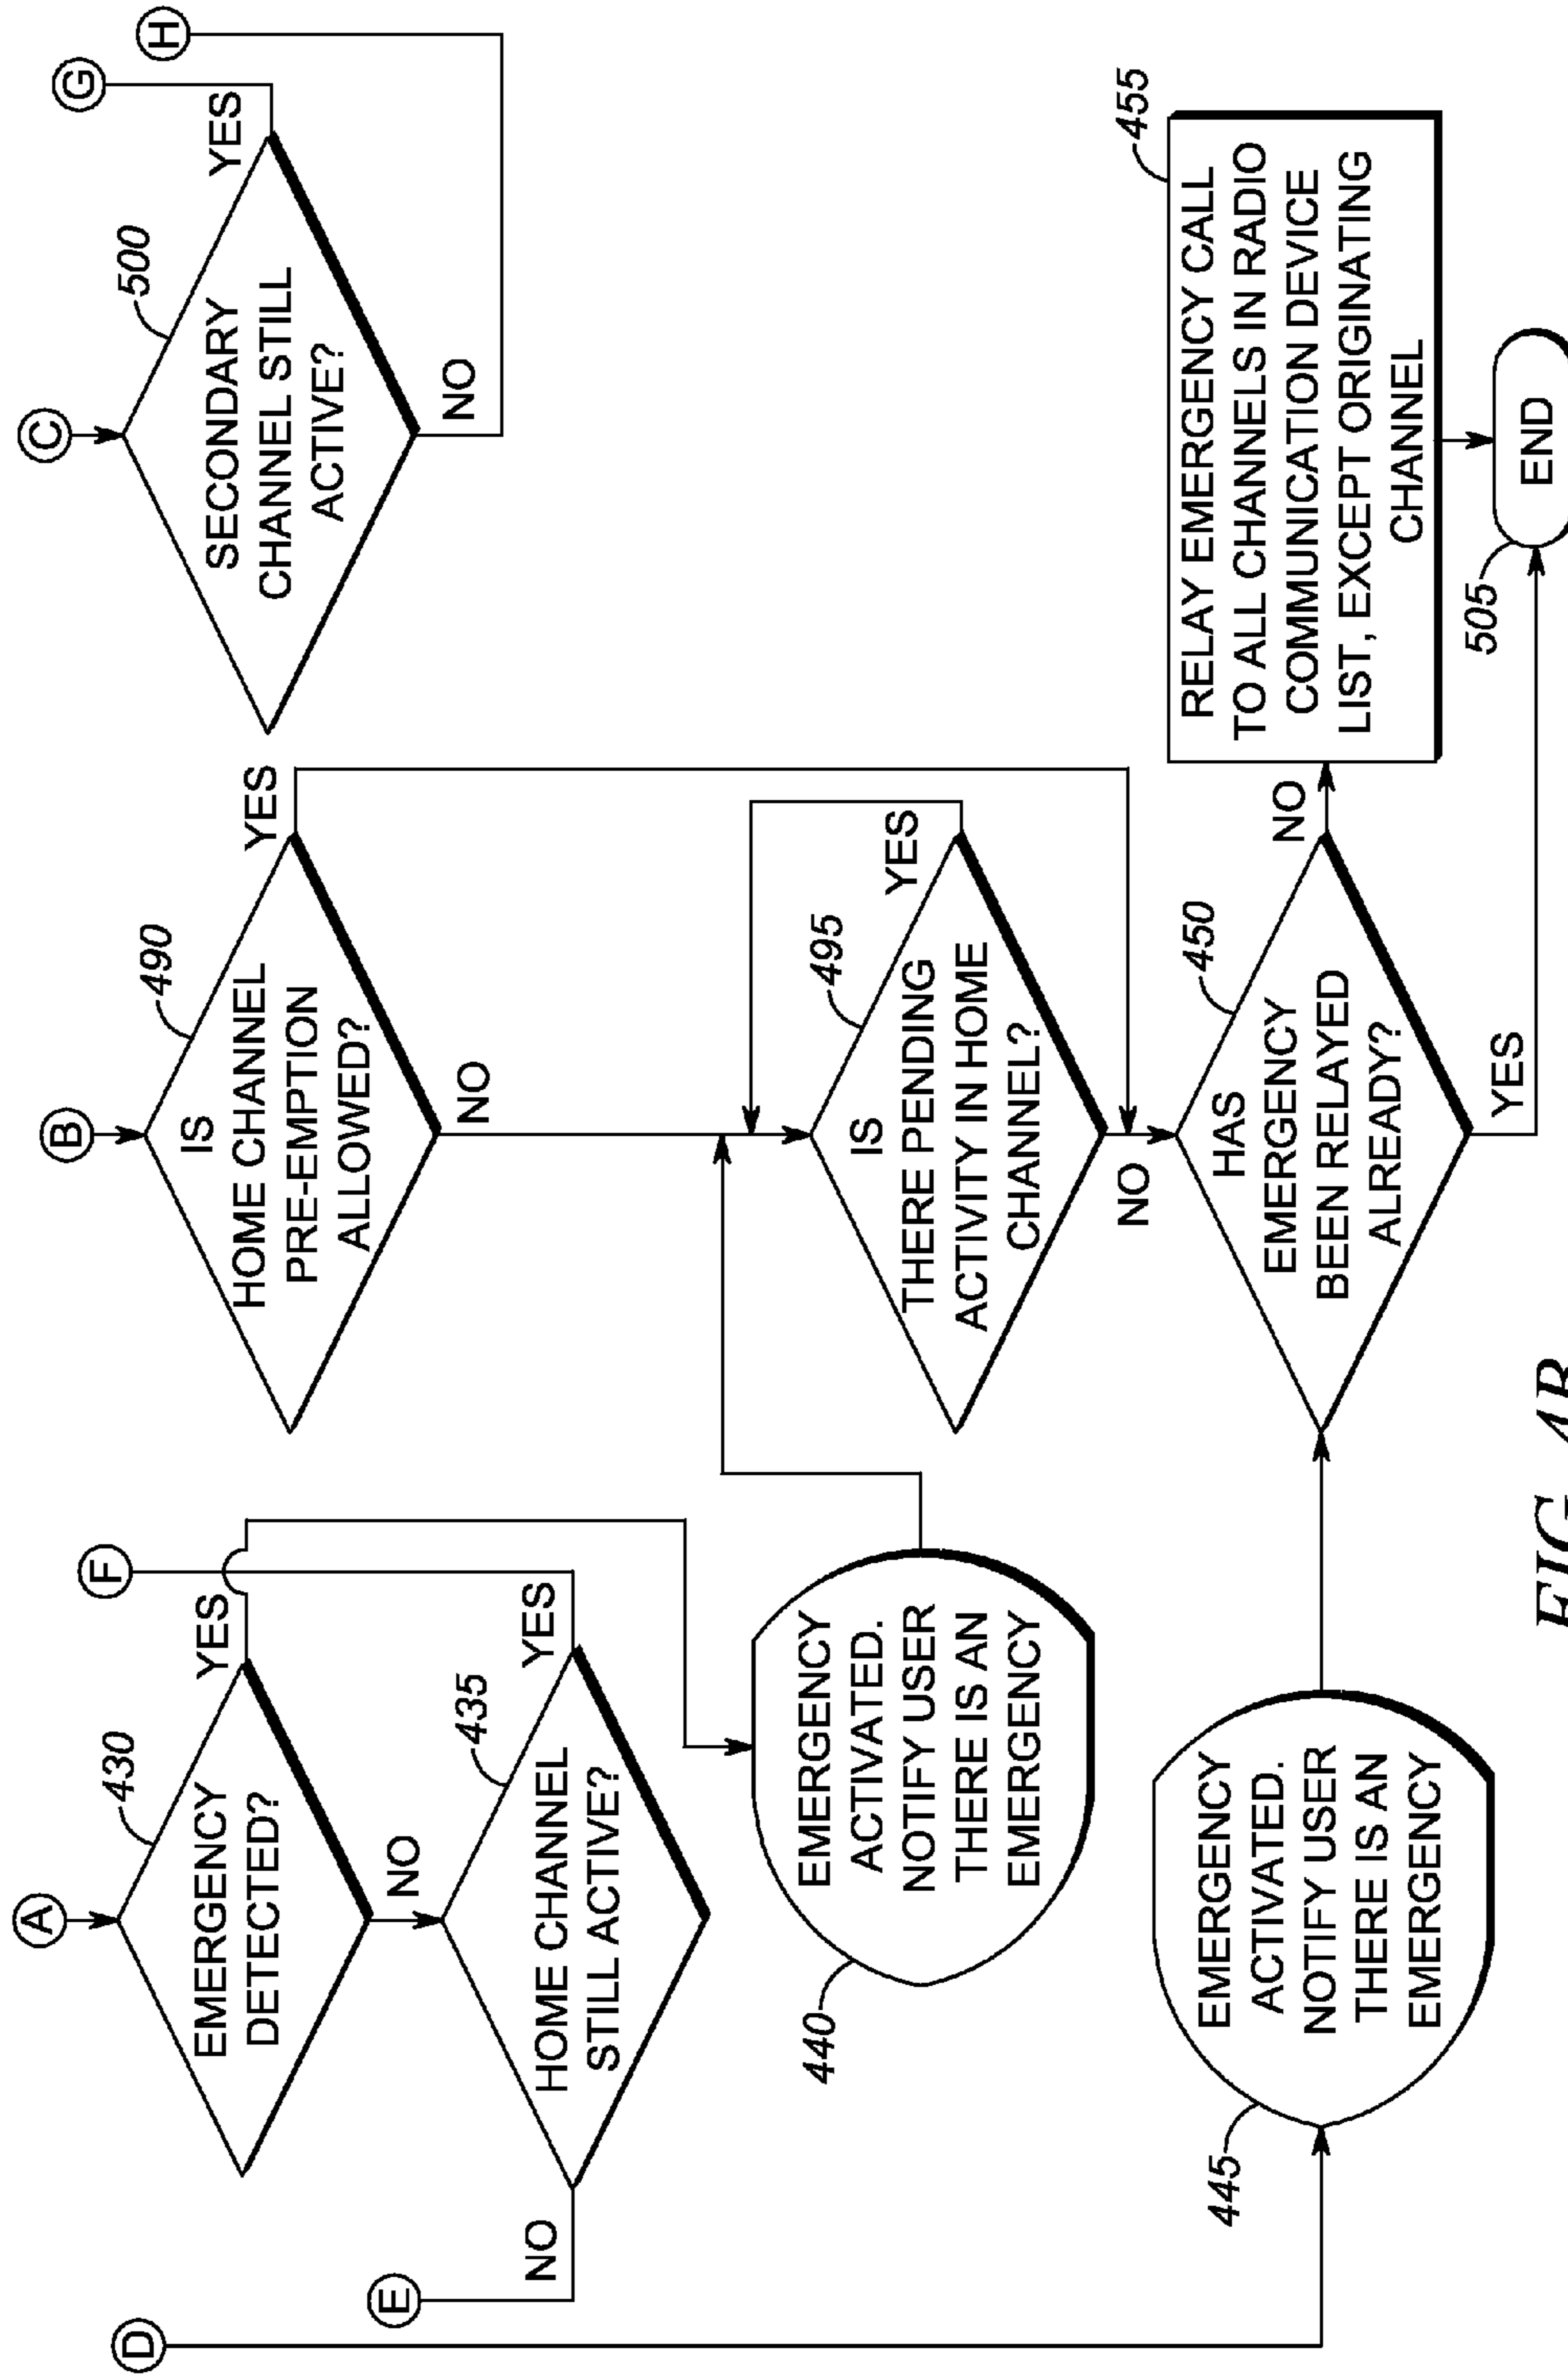 A
430
EMERGENCY
DETECTED?
YES
NO
F
435
HOME CHANNEL
STILL ACTIVE?
YES
NO
E
D
440
EMERGENCY
ACTIVATED.
NOTIFY USER
THERE IS AN
EMERGENCY
445
EMERGENCY
ACTIVATED.
NOTIFY USER
THERE IS AN
EMERGENCY
B
490
IS
HOME CHANNEL
PRE-EMPTION
ALLOWED?
YES
NO
495
IS
THERE PENDING
ACTIVITY IN HOME
CHANNEL?
YES
NO
450
HAS
EMERGENCY
BEEN RELAYED
ALREADY?
NO
YES
C
500
SECONDARY
CHANNEL STILL
ACTIVE?
YES
NO
G
H
455
RELAY EMERGENCY CALL
TO ALL CHANNELS IN RADIO
COMMUNICATION DEVICE
LIST, EXCEPT ORIGINATING
CHANNEL
505
END
FIG. 4B